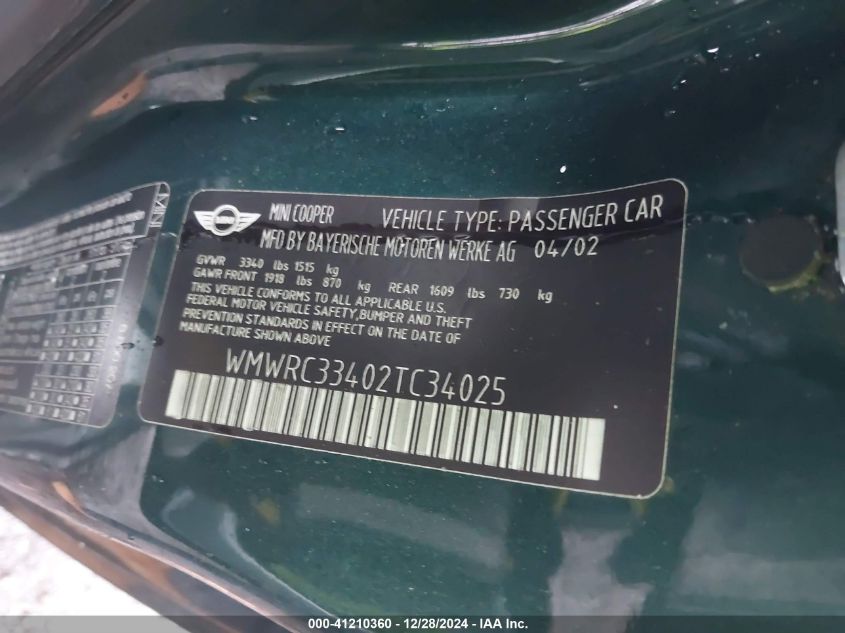 MINI
MINI COOPER VEHICLE TYPE: PASSENGER CAR
MFD BY BAYERISCHE MOTOREN WERKE AG 04/02
GVWR 3340 lbs 1515 kg
GAWR FRONT 1918 lbs 870 kg REAR 1609 lbs 730 kg
THIS VEHICLE CONFORMS TO ALL APPLICABLE U.S.
FEDERAL MOTOR VEHICLE SAFETY,BUMPER AND THEFT
PREVENTION STANDARDS IN EFFECT ON THE DATE OF
MANUFACTURE SHOWN ABOVE
WMWRC33402TC34025
000-41210360 - 12/28/2024 - IAA Inc.